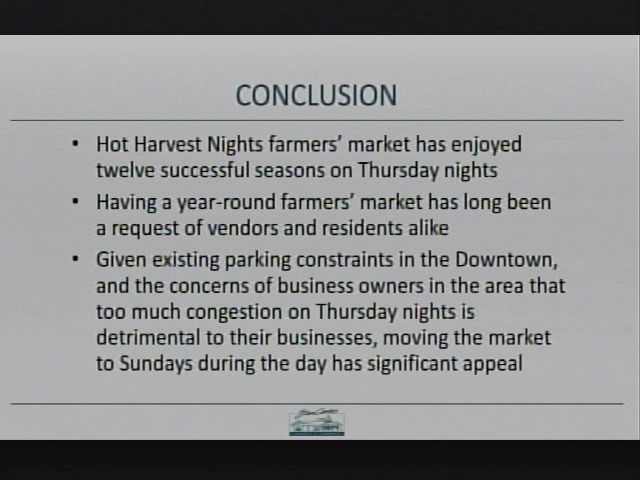 CONCLUSION
• Hot Harvest Nights farmers' market has enjoyed
twelve successful seasons on Thursday nights
• Having a year-round farmers' market has long been
a request of vendors and residents alike
• Given existing parking constraints in the Downtown,
and the concerns of business owners in the area that
too much congestion on Thursday nights is
detrimental to their businesses, moving the market
to Sundays during the day has significant appeal